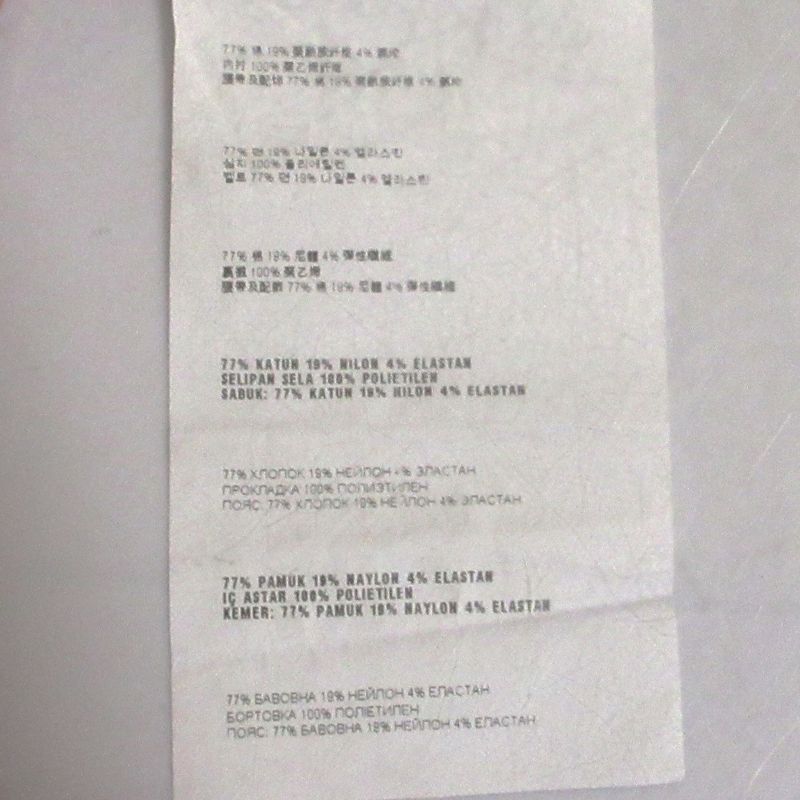 77% 棉 19% 聚酰胺纤维 4% 氨纶
内衬 100% 聚乙烯纤维
腰带及配饰 77% 棉 19% 聚酰胺纤维 4% 氨纶
77% 면 19% 나일론 4% 엘라스틴
심지 100% 폴리에틸렌
벨트 77% 면 19% 나일론 4% 엘라스틴
77% 棉 19% 尼龍 4% 彈性纖維
裏襯 100% 聚乙烯
腰帶及配飾 77% 棉 19% 尼龍 4% 彈性纖維
77% KATUN 19% NILON 4% ELASTAN
SELIPAN SELA 100% POLIETILEN
SABUK: 77% KATUN 19% NILON 4% ELASTAN
77% ХЛОПОК 19% НЕЙЛОН 4% ЭЛАСТАН
ПРОКЛАДКА 100% ПОЛИЭТИЛЕН
ПОЯС: 77% ХЛОПОК 19% НЕЙЛОН 4% ЭЛАСТАН
77% PAMUK 19% NAYLON 4% ELASTAN
IÇ ASTAR 100% POLIETILEN
KEMER: 77% PAMUK 19% NAYLON 4% ELASTAN
77% БАВОВНА 19% НЕЙЛОН 4% ЕЛАСТАН
БОРТОВКА 100% ПОЛІЕТИЛЕН
ПОЯС: 77% БАВОВНА 19% НЕЙЛОН 4% ЕЛАСТАН